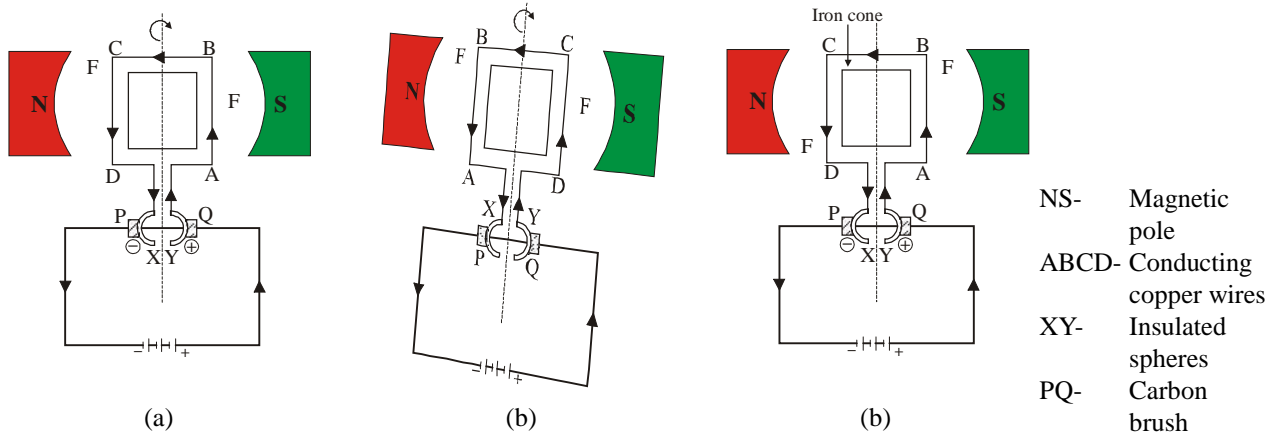 C B
F
N F S
D A
P Q
⊖ ⊕
X Y
− +
(a)
B C
F
N F S
A D
X Y
P Q
− +
(b)
Iron cone
C B
F
N S
F
D A
P Q
⊖ ⊕
X Y
− +
(b)
NS- Magnetic
pole
ABCD- Conducting
copper wires
XY- Insulated
spheres
PQ- Carbon
brush